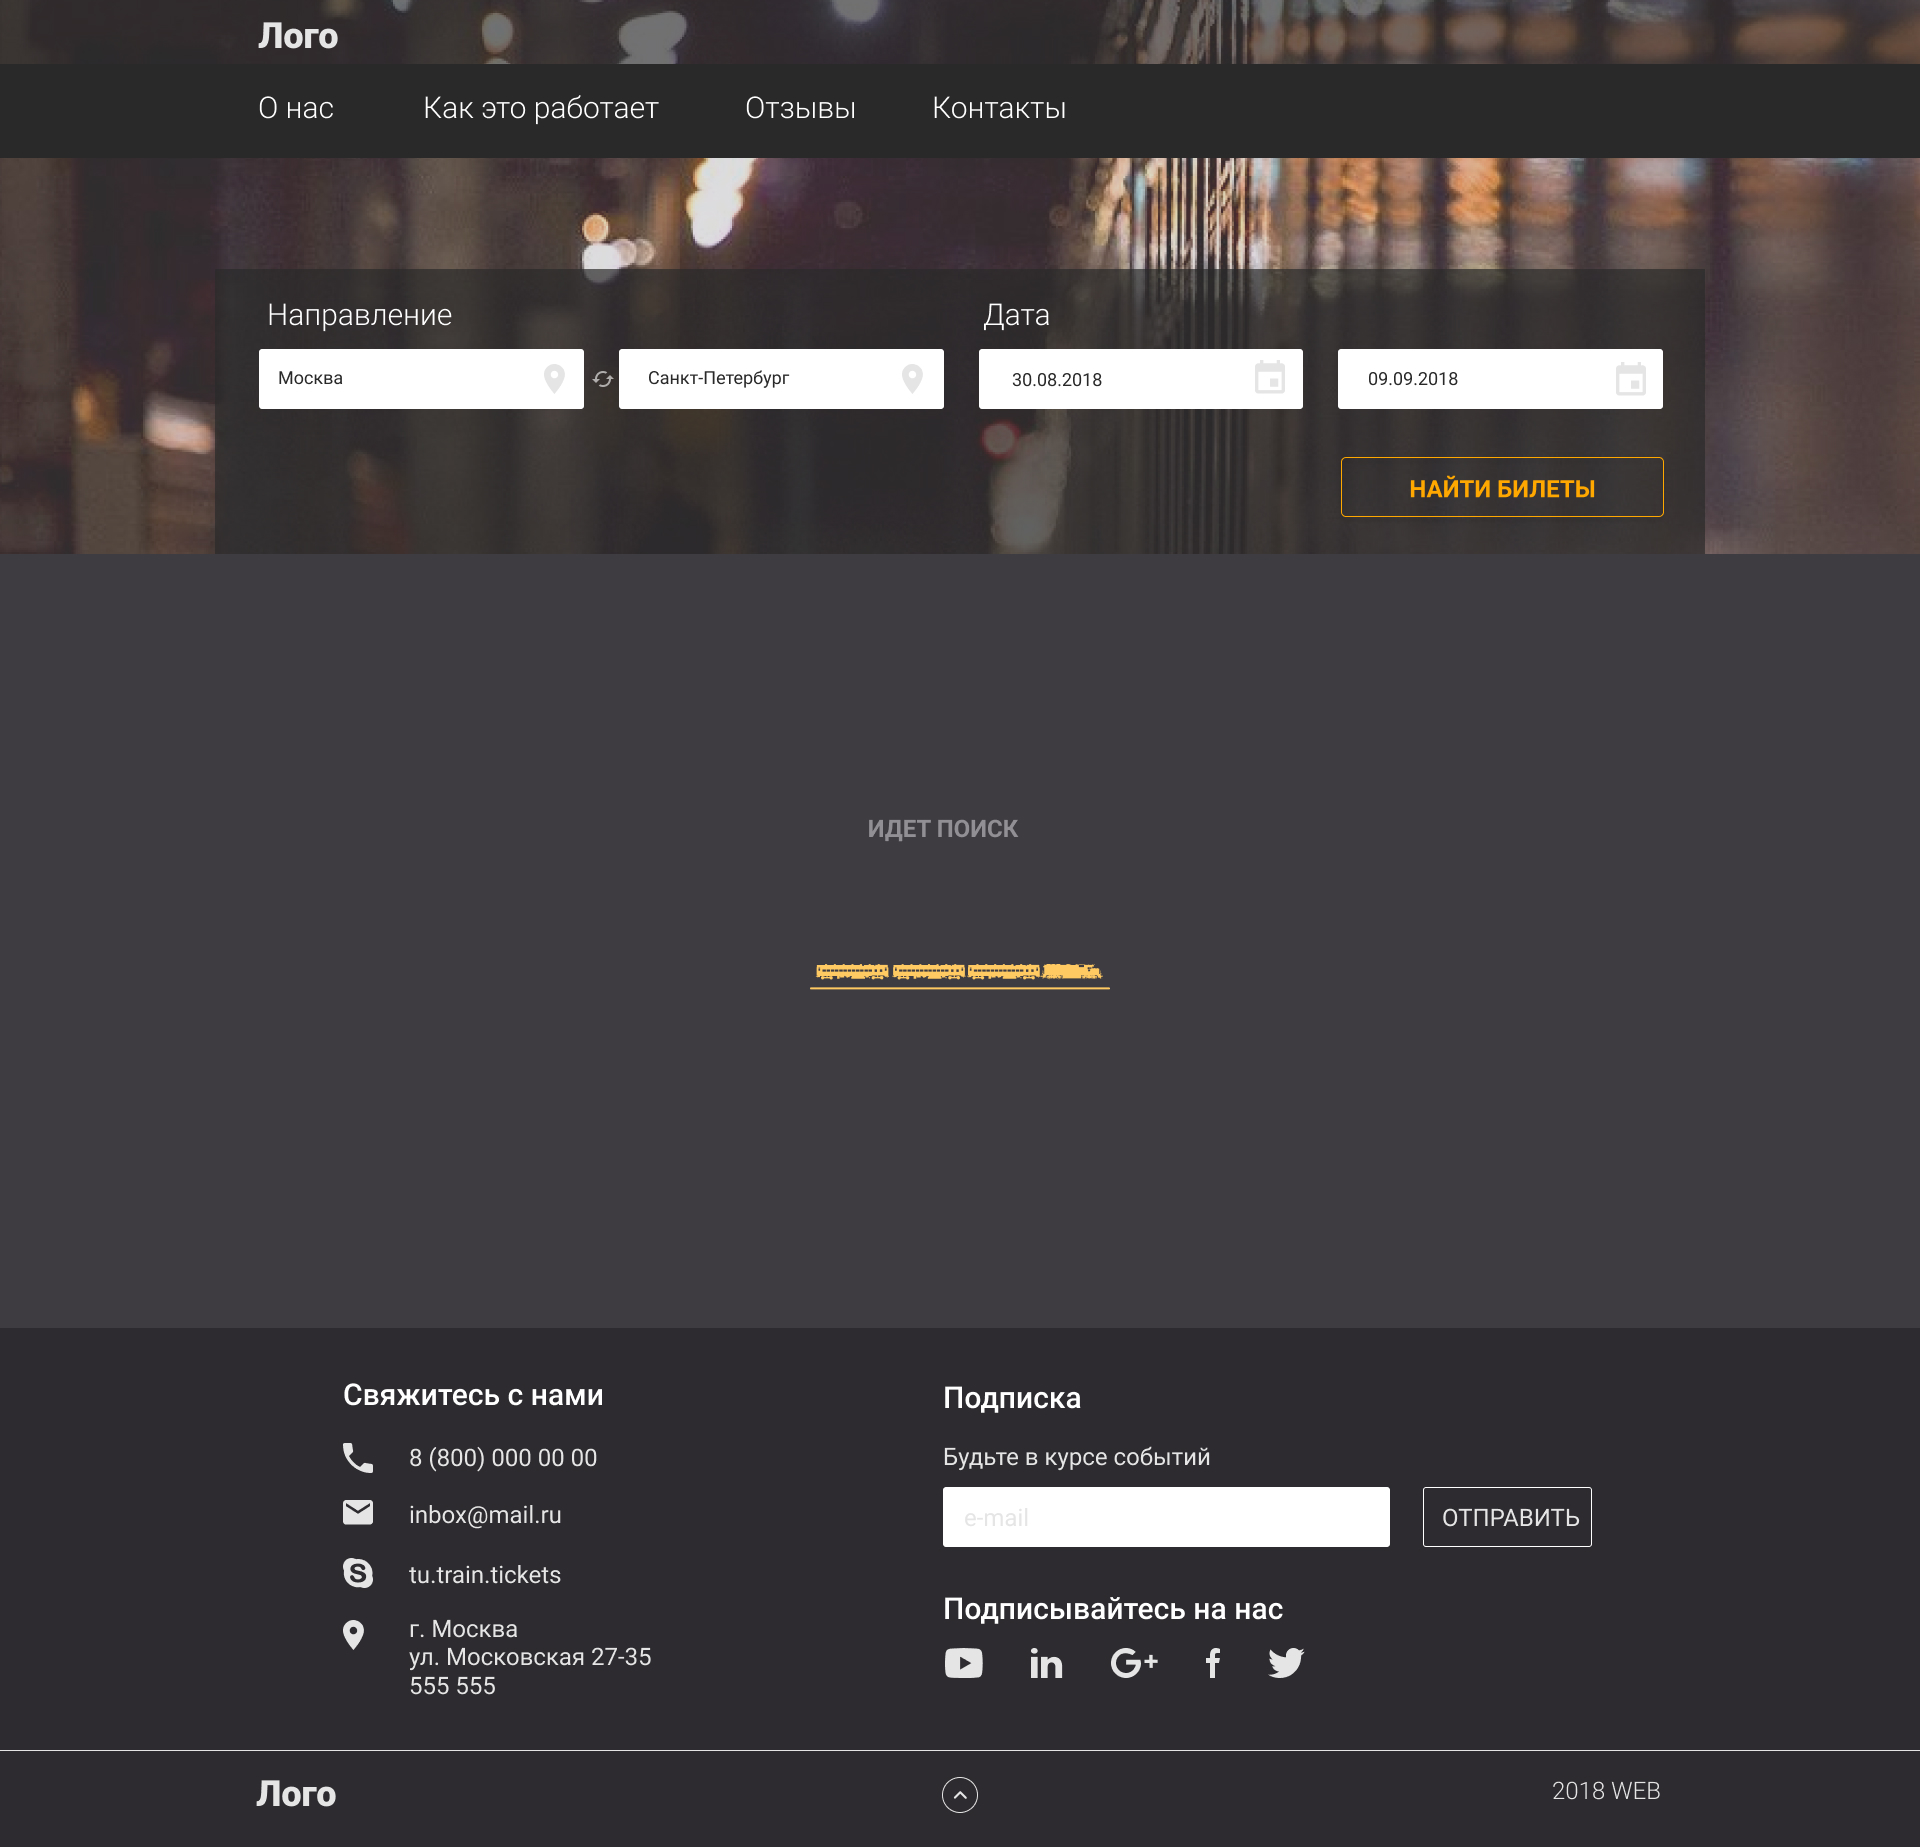 Лого
О нас
Как это работает
Отзывы
Контакты
Направление
Дата
Москва
Санкт-Петербург
30.08.2018
09.09.2018
НАЙТИ БИЛЕТЫ
ИДЕТ ПОИСК
Свяжитесь с нами
8 (800) 000 00 00
inbox@mail.ru
tu.train.tickets
г. Москва
ул. Московская 27-35
555 555
Подписка
Будьте в курсе событий
e-mail
ОТПРАВИТЬ
Подписывайтесь на нас
Лого
2018 WEB